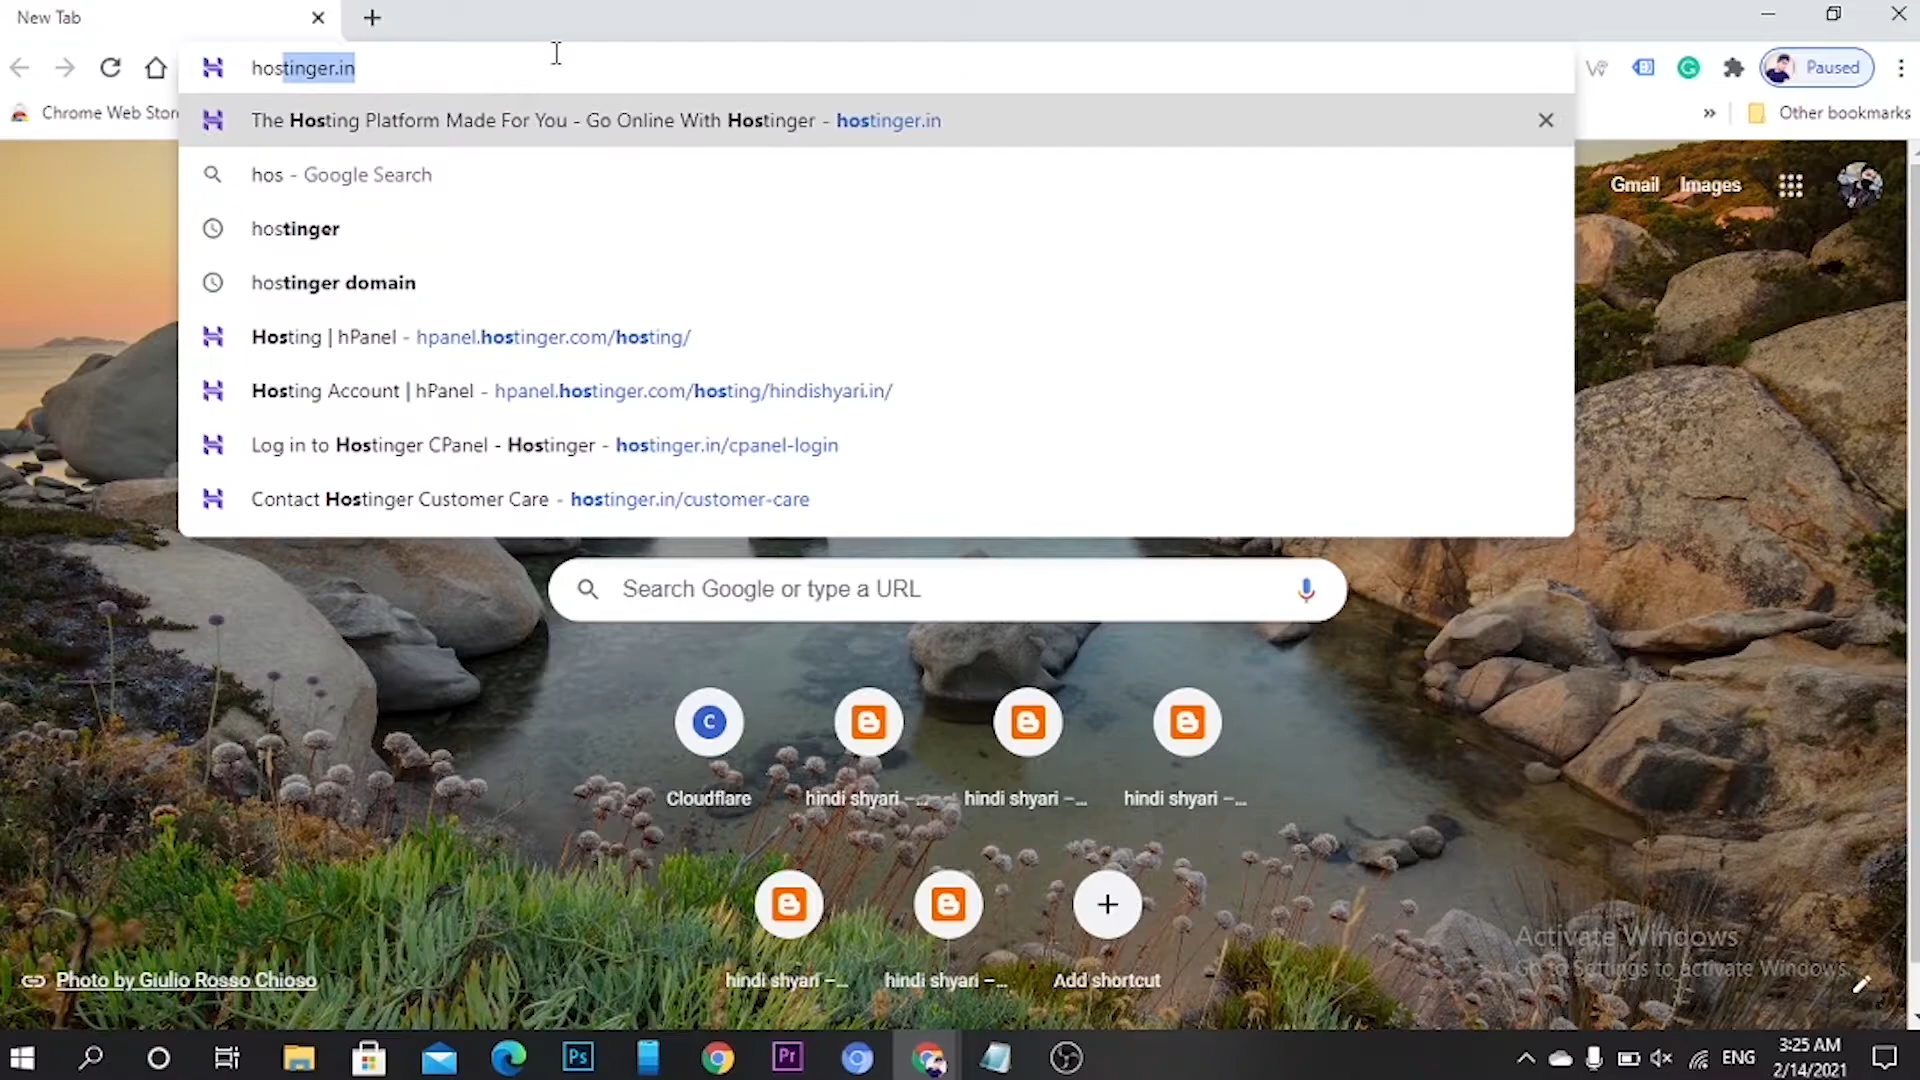 New Tab
hostinger.in
Paused
Chrome Web Stor
Other bookmarks
The Hosting Platform Made For You - Go Online With Hostinger - hostinger.in
hos - Google Search
hostinger
hostinger domain
Hosting | hPanel - hpanel.hostinger.com/hosting/
Hosting Account | hPanel - hpanel.hostinger.com/hosting/hindishyari.in/
Log in to Hostinger CPanel - Hostinger - hostinger.in/cpanel-login
Contact Hostinger Customer Care - hostinger.in/customer-care
Gmail Images
Search Google or type a URL
C
Cloudflare
hindi shyari –...
hindi shyari –...
hindi shyari –...
hindi shyari –...
hindi shyari –...
Add shortcut
Photo by Giulio Rosso Chioso
Activate Windows
Go to Settings to activate Windows.
Ps
Pr
ENG
3:25 AM
2/14/2021